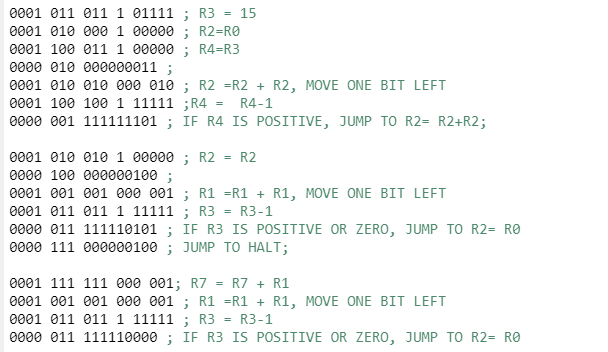 0001 011 011 1 01111 ; R3 = 15
0001 010 000 1 00000 ; R2=R0
0001 100 011 1 00000 ; R4=R3
0000 010 000000011 ;
0001 010 010 000 010 ; R2 =R2 + R2, MOVE ONE BIT LEFT
0001 100 100 1 11111 ;R4 =  R4-1
0000 001 111111101 ; IF R4 IS POSITIVE, JUMP TO R2= R2+R2;
0001 010 010 1 00000 ; R2 = R2
0000 100 000000100 ;
0001 001 001 000 001 ; R1 =R1 + R1, MOVE ONE BIT LEFT
0001 011 011 1 11111 ; R3 = R3-1
0000 011 111110101 ; IF R3 IS POSITIVE OR ZERO, JUMP TO R2= R0
0000 111 000000100 ; JUMP TO HALT;
0001 111 111 000 001; R7 = R7 + R1
0001 001 001 000 001 ; R1 =R1 + R1, MOVE ONE BIT LEFT
0001 011 011 1 11111 ; R3 = R3-1
0000 011 111110000 ; IF R3 IS POSITIVE OR ZERO, JUMP TO R2= R0